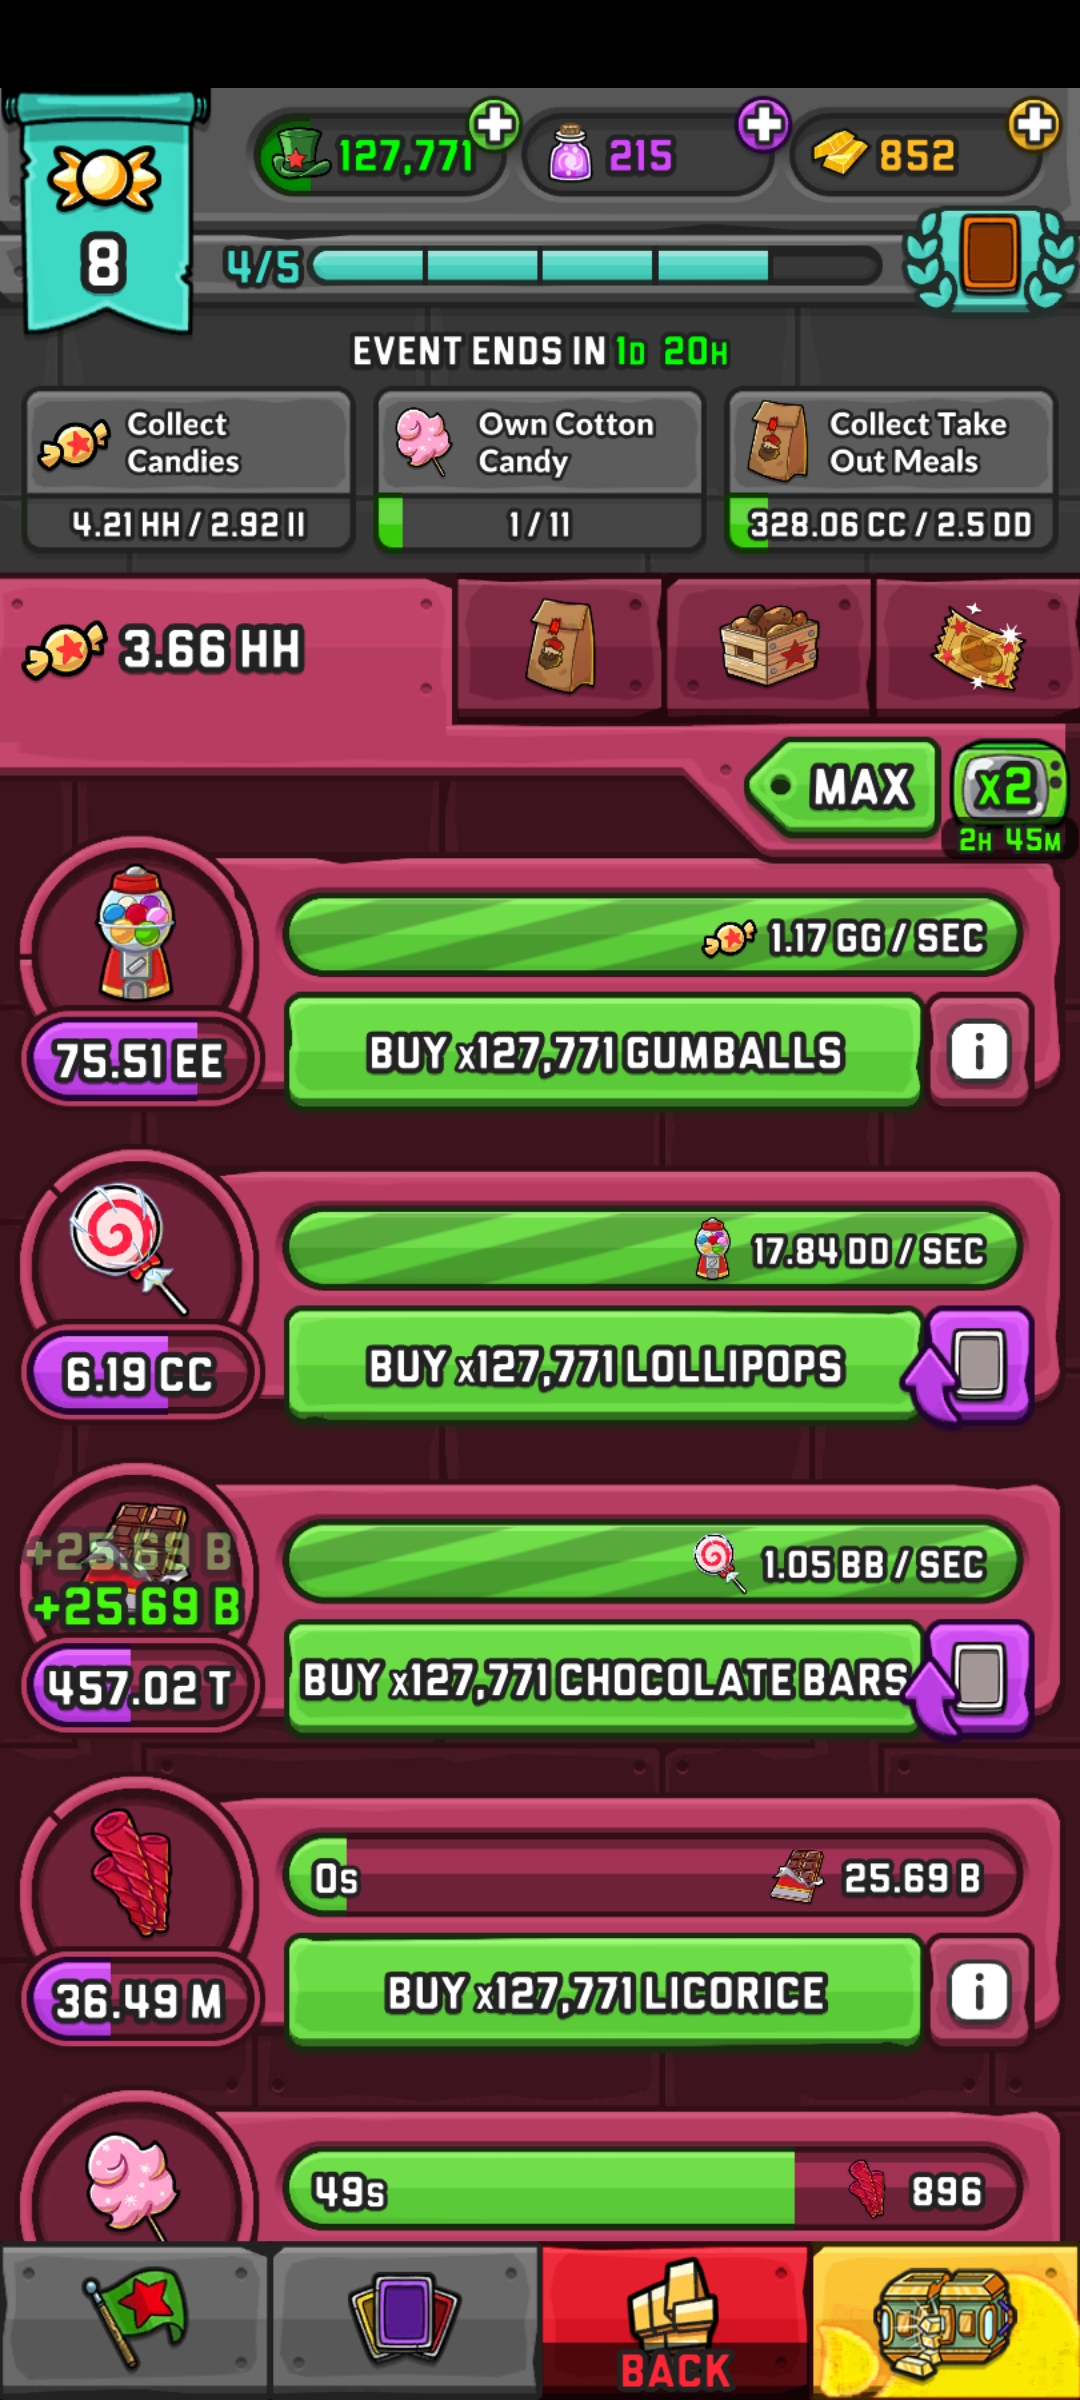 127,771
215
852
8
4/5
EVENT ENDS IN 1D 20H
Collect
Candies
4.21 HH / 2.92 II
Own Cotton
Candy
1 / 11
Collect Take
Out Meals
328.06 CC / 2.5 DD
3.66 HH
MAX
x2
2H 45M
1.17 GG / SEC
75.51 EE
BUY x127,771 GUMBALLS
i
17.84 DD / SEC
6.19 CC
BUY x127,771 LOLLIPOPS
+25.69 B
+25.69 B
1.05 BB / SEC
457.02 T
BUY x127,771 CHOCOLATE BARS
0s
25.69 B
36.49 M
BUY x127,771 LICORICE
i
49s
896
BACK